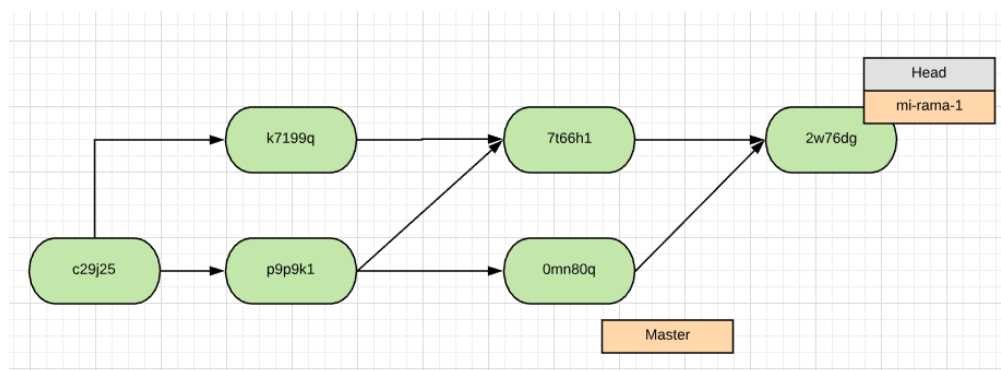 Head
mi-rama-1
k7199q
7t66h1
2w76dg
c29j25
p9p9k1
0mn80q
Master